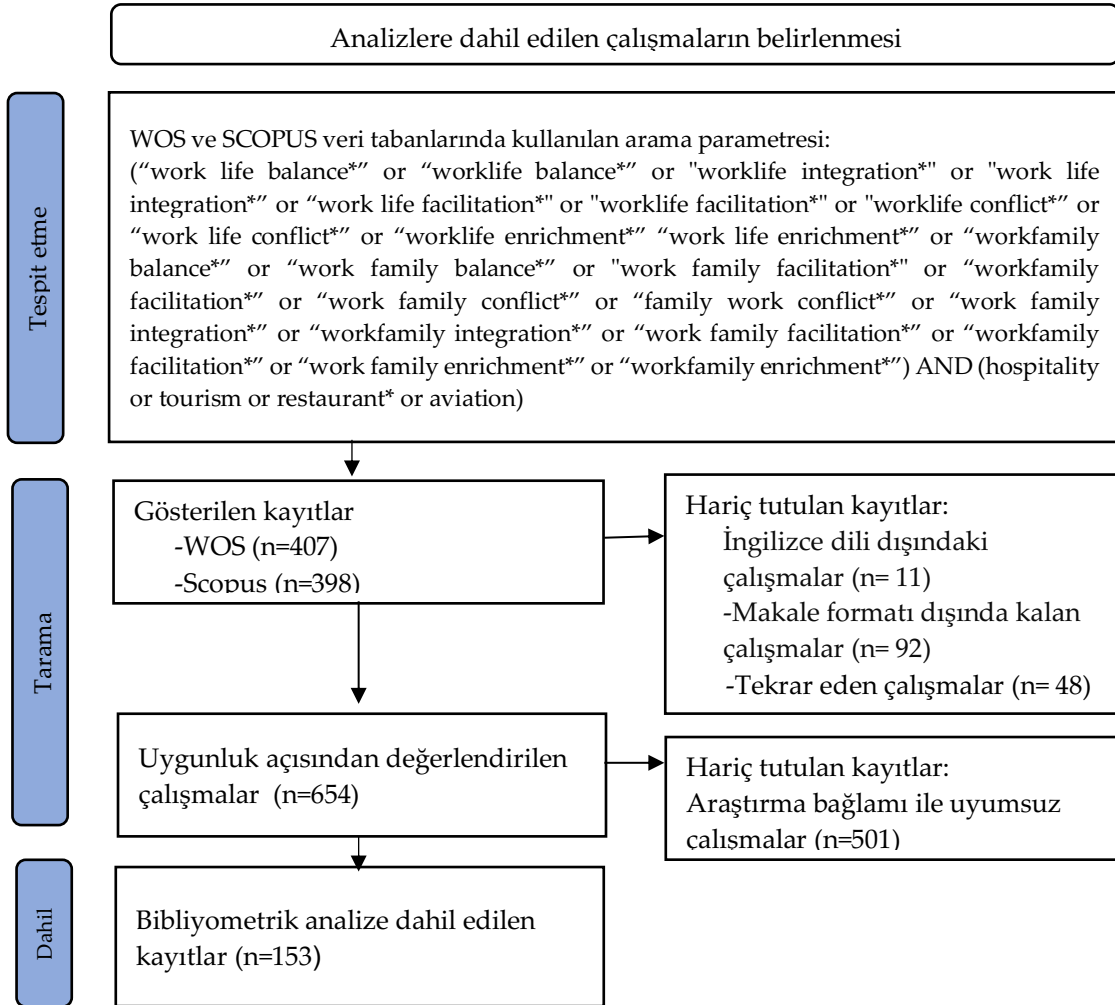 Analizlere dahil edilen çalışmaların belirlenmesi
Tespit etme
WOS ve SCOPUS veri tabanlarında kullanılan arama parametresi:
(“work life balance*” or “worklife balance*” or "worklife integration*" or "work life
integration*” or “work life facilitation*" or "worklife facilitation*" or "worklife conflict*” or
“work life conflict*” or “worklife enrichment*” “work life enrichment*” or “workfamily
balance*” or “work family balance*” or "work family facilitation*" or “workfamily
facilitation*” or “work family conflict*” or “family work conflict*” or “work family
integration*” or “workfamily integration*” or “work family facilitation*” or “workfamily
facilitation*” or “work family enrichment*” or “workfamily enrichment*”) AND (hospitality
or tourism or restaurant* or aviation)
Tarama
Gösterilen kayıtlar
-WOS (n=407)
-Scopus (n=398)
Hariç tutulan kayıtlar:
İngilizce dili dışındaki
çalışmalar (n= 11)
-Makale formatı dışında kalan
çalışmalar (n= 92)
-Tekrar eden çalışmalar (n= 48)
Uygunluk açısından değerlendirilen
çalışmalar (n=654)
Hariç tutulan kayıtlar:
Araştırma bağlamı ile uyumsuz
çalışmalar (n=501)
Dahil
Bibliyometrik analize dahil edilen
kayıtlar (n=153)